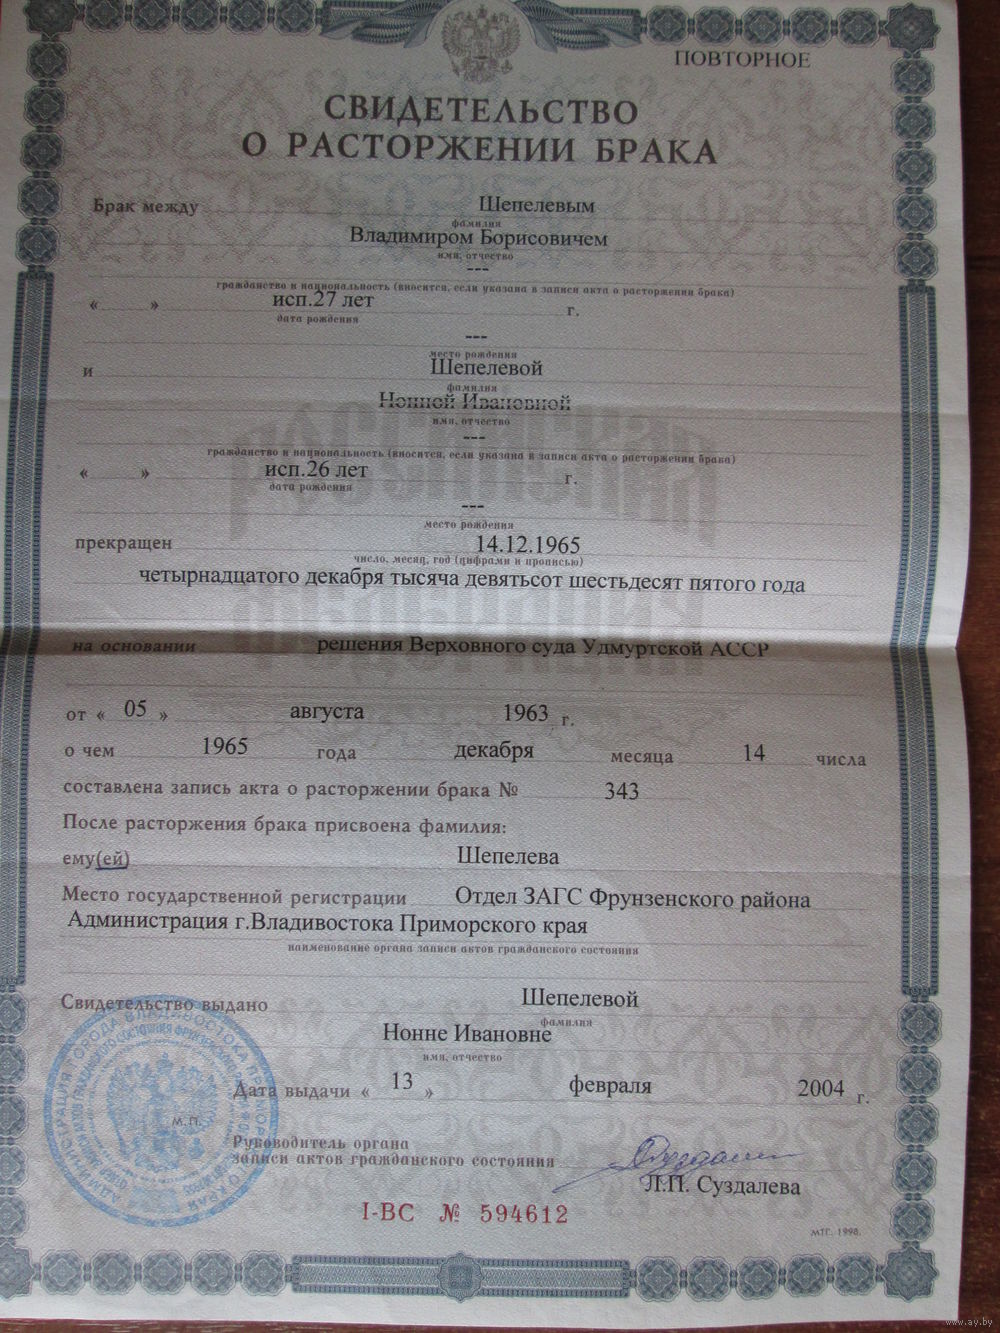 ПОВТОРНОЕ
СВИДЕТЕЛЬСТВО
О РАСТОРЖЕНИИ БРАКА
Брак между Шепелевым
фамилия
Владимиром Борисовичем
имя, отчество
---
гражданство и национальность (вносится, если указана в записи акта о расторжении брака)
« » исп.27 лет г.
дата рождения
---
место рождения
и Шепелевой
фамилия
Нонной Ивановной
имя, отчество
---
гражданство и национальность (вносится, если указана в записи акта о расторжении брака)
« » исп.26 лет г.
дата рождения
---
место рождения
прекращен 14.12.1965
число, месяц, год (цифрами и прописью)
четырнадцатого декабря тысяча девятьсот шестьдесят пятого года
на основании решения Верховного суда Удмуртской АССР
от « 05 » августа 1963 г.
о чем 1965 года декабря месяца 14 числа
составлена запись акта о расторжении брака № 343
После расторжения брака присвоена фамилия:
ему(ей) Шепелева
Место государственной регистрации Отдел ЗАГС Фрунзенского района
Администрация г.Владивостока Приморского края
наименование органа записи актов гражданского состояния
Свидетельство выдано Шепелевой
фамилия
Нонне Ивановне
имя, отчество
Дата выдачи « 13 » февраля 2004 г.
М.П.
Руководитель органа
записи актов гражданского состояния
Л.П. Суздалева
I-ВС № 594612
МТГ. 1998.
www.ay.by